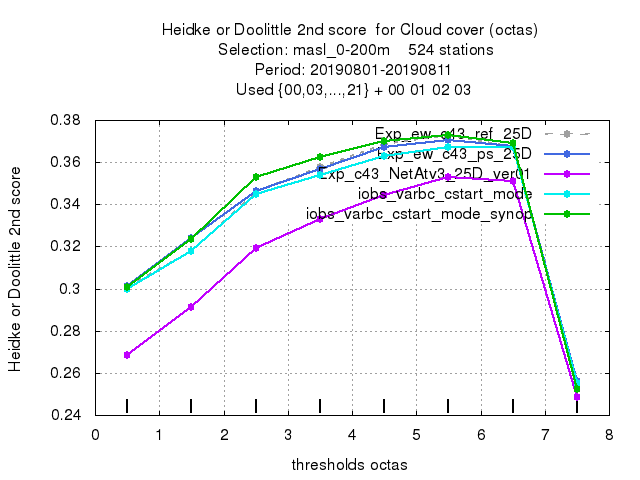 Heidke or Doolittle 2nd score  for Cloud cover (octas)
Selection: masl_0-200m    524 stations
Period: 20190801-20190811
Used {00,03,...,21} + 00 01 02 03
Heidke or Doolittle 2nd score
0.38
0.36
0.34
0.32
0.3
0.28
0.26
0.24
Exp_ew_c43_ref_25D
Exp_ew_c43_ps_25D
Exp_c43_NetAtv3_25D_ver01
iobs_varbc_cstart_mode
iobs_varbc_cstart_mode_synop
0 1 2 3 4 5 6 7 8
thresholds octas